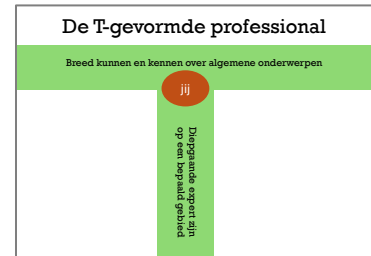 De T-gevormde professional
Breed kunnen en kennen over algemene onderwerpen
jij
Diepgaande expert zijn
op een bepaald gebied